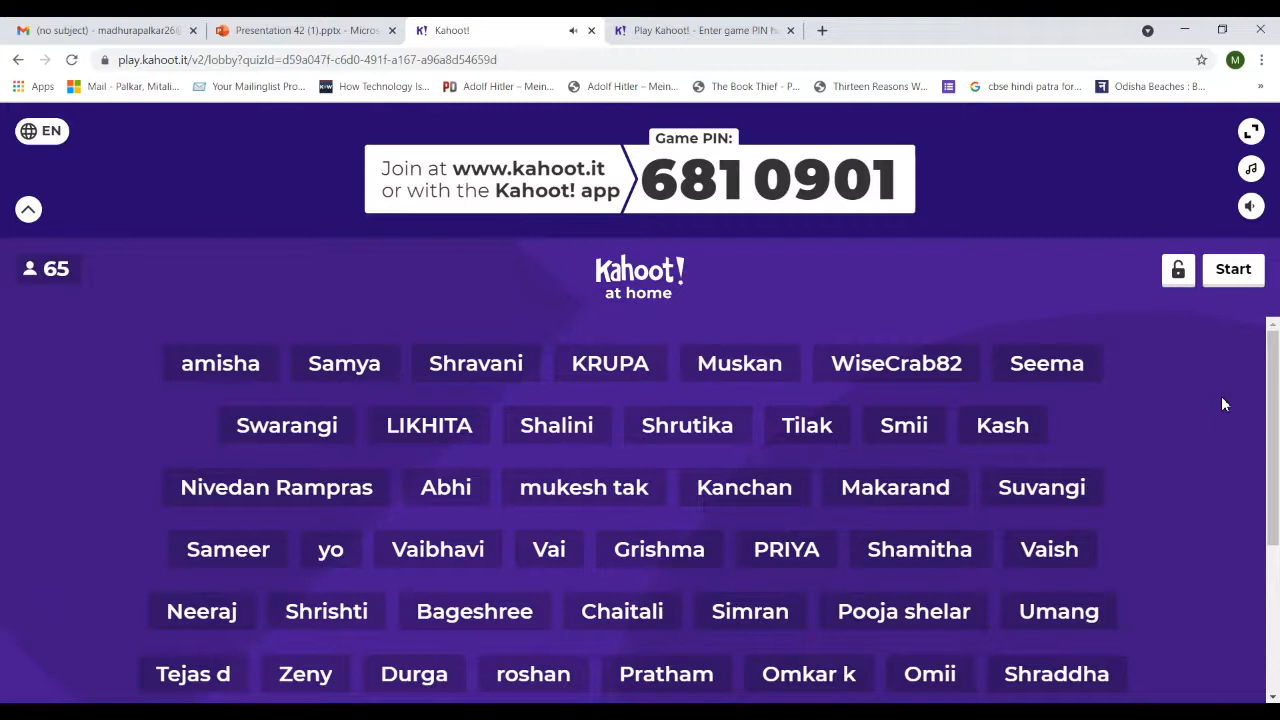 (no subject) - madhurapalkar26@
Presentation 42 (1).pptx - Micros
Kahoot!
Play Kahoot! - Enter game PIN h
play.kahoot.it/v2/lobby?quizId=d59a047f-c6d0-491f-a167-a96a8d54659d
M
Apps
Mail - Palkar, Mitali...
Your Mailinglist Pro...
How Technology Is...
Adolf Hitler – Mein...
Adolf Hitler – Mein...
The Book Thief - P...
Thirteen Reasons W...
cbse hindi patra for...
Odisha Beaches : B...
EN
Game PIN:
Join at www.kahoot.it
or with the Kahoot! app
681 0901
65
Kahoot!
at home
Start
amisha Samya Shravani KRUPA Muskan WiseCrab82 Seema
Swarangi LIKHITA Shalini Shrutika Tilak Smii Kash
Nivedan Rampras Abhi mukesh tak Kanchan Makarand Suvangi
Sameer yo Vaibhavi Vai Grishma PRIYA Shamitha Vaish
Neeraj Shrishti Bageshree Chaitali Simran Pooja shelar Umang
Tejas d Zeny Durga roshan Pratham Omkar k Omii Shraddha